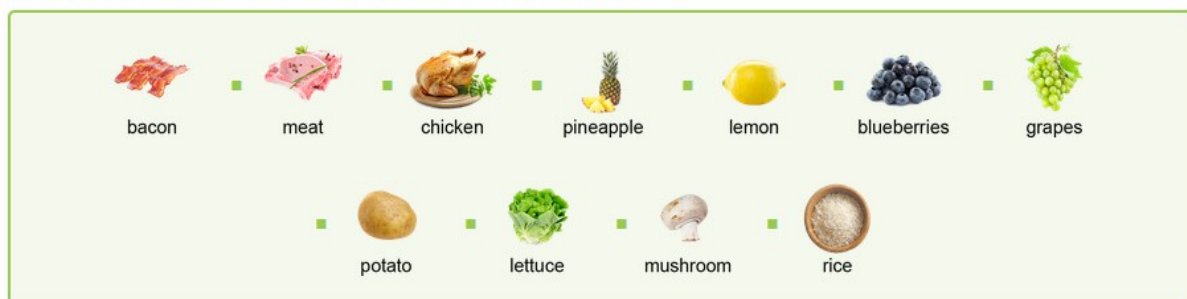 bacon meat chicken pineapple lemon blueberries grapes
potato lettuce mushroom rice